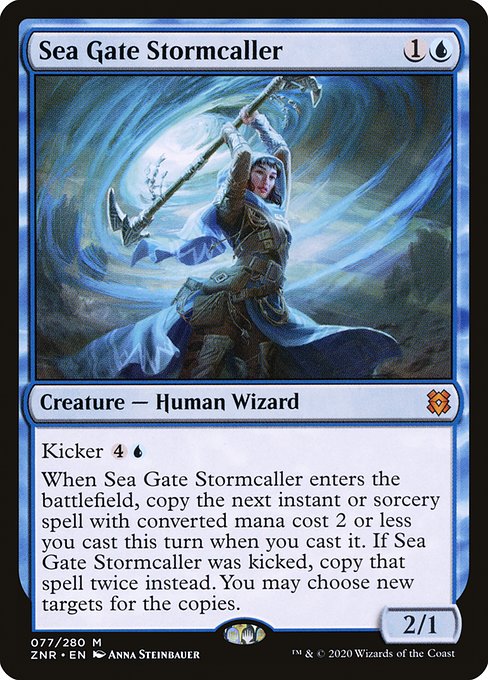 Sea Gate Stormcaller 1
Creature — Human Wizard
Kicker 4
When Sea Gate Stormcaller enters the
battlefield, copy the next instant or sorcery
spell with converted mana cost 2 or less
you cast this turn when you cast it. If Sea
Gate Stormcaller was kicked, copy that
spell twice instead. You may choose new
targets for the copies.
2/1
077/280 M
ZNR • EN Anna Steinbauer
™ & © 2020 Wizards of the Coast